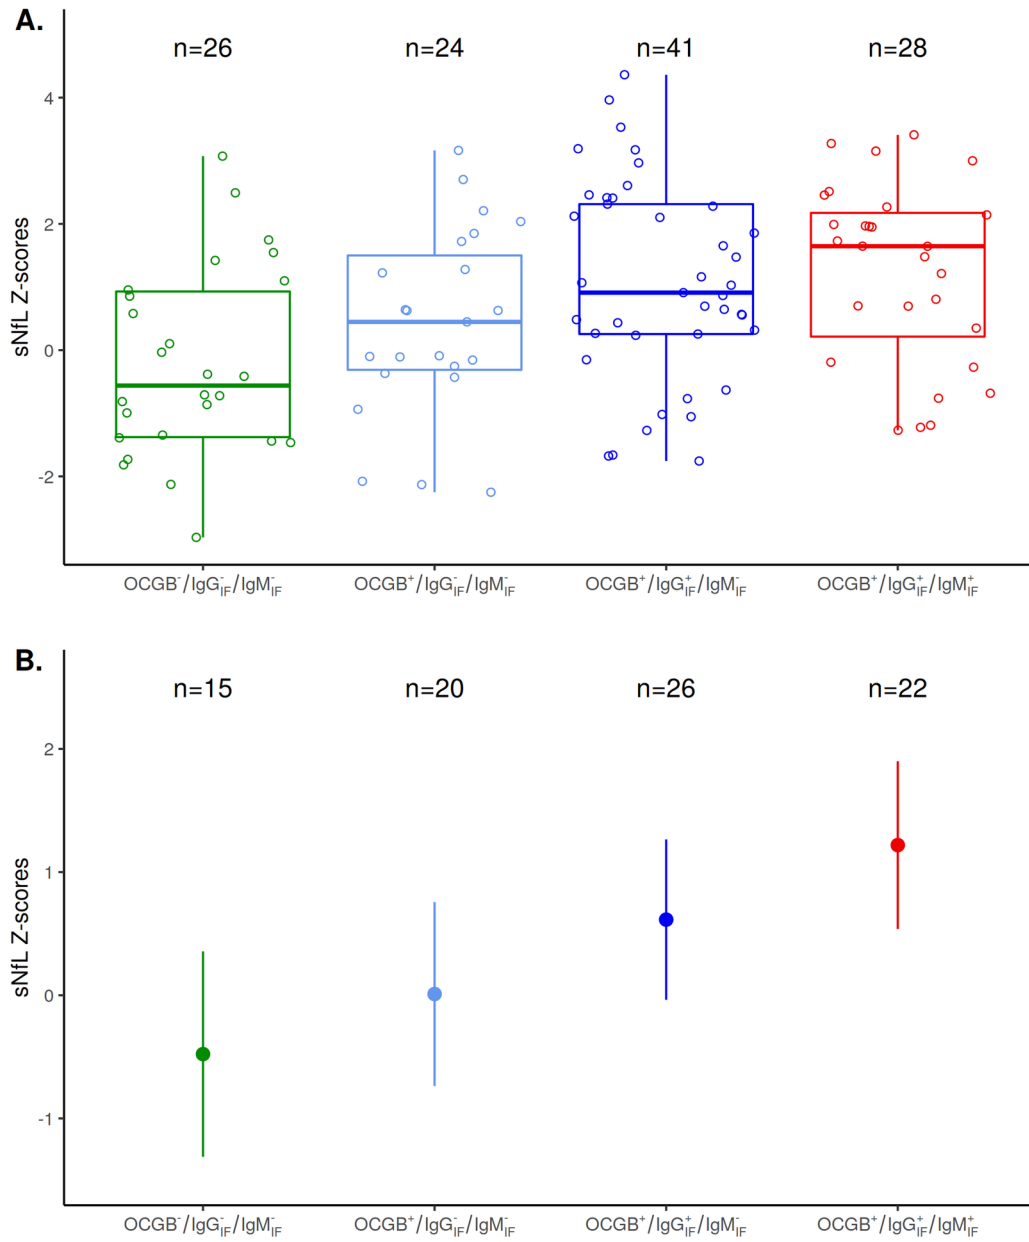 A.
n=26 n=24 n=41 n=28
4
2
0
-2
sNfL Z-scores
OCGB⁻/IgG⁻IF/IgM⁻IF OCGB⁺/IgG⁻IF/IgM⁻IF OCGB⁺/IgG⁺IF/IgM⁻IF OCGB⁺/IgG⁺IF/IgM⁺IF
B.
n=15 n=20 n=26 n=22
2
1
0
-1
sNfL Z-scores
OCGB⁻/IgG⁻IF/IgM⁻IF OCGB⁺/IgG⁻IF/IgM⁻IF OCGB⁺/IgG⁺IF/IgM⁻IF OCGB⁺/IgG⁺IF/IgM⁺IF